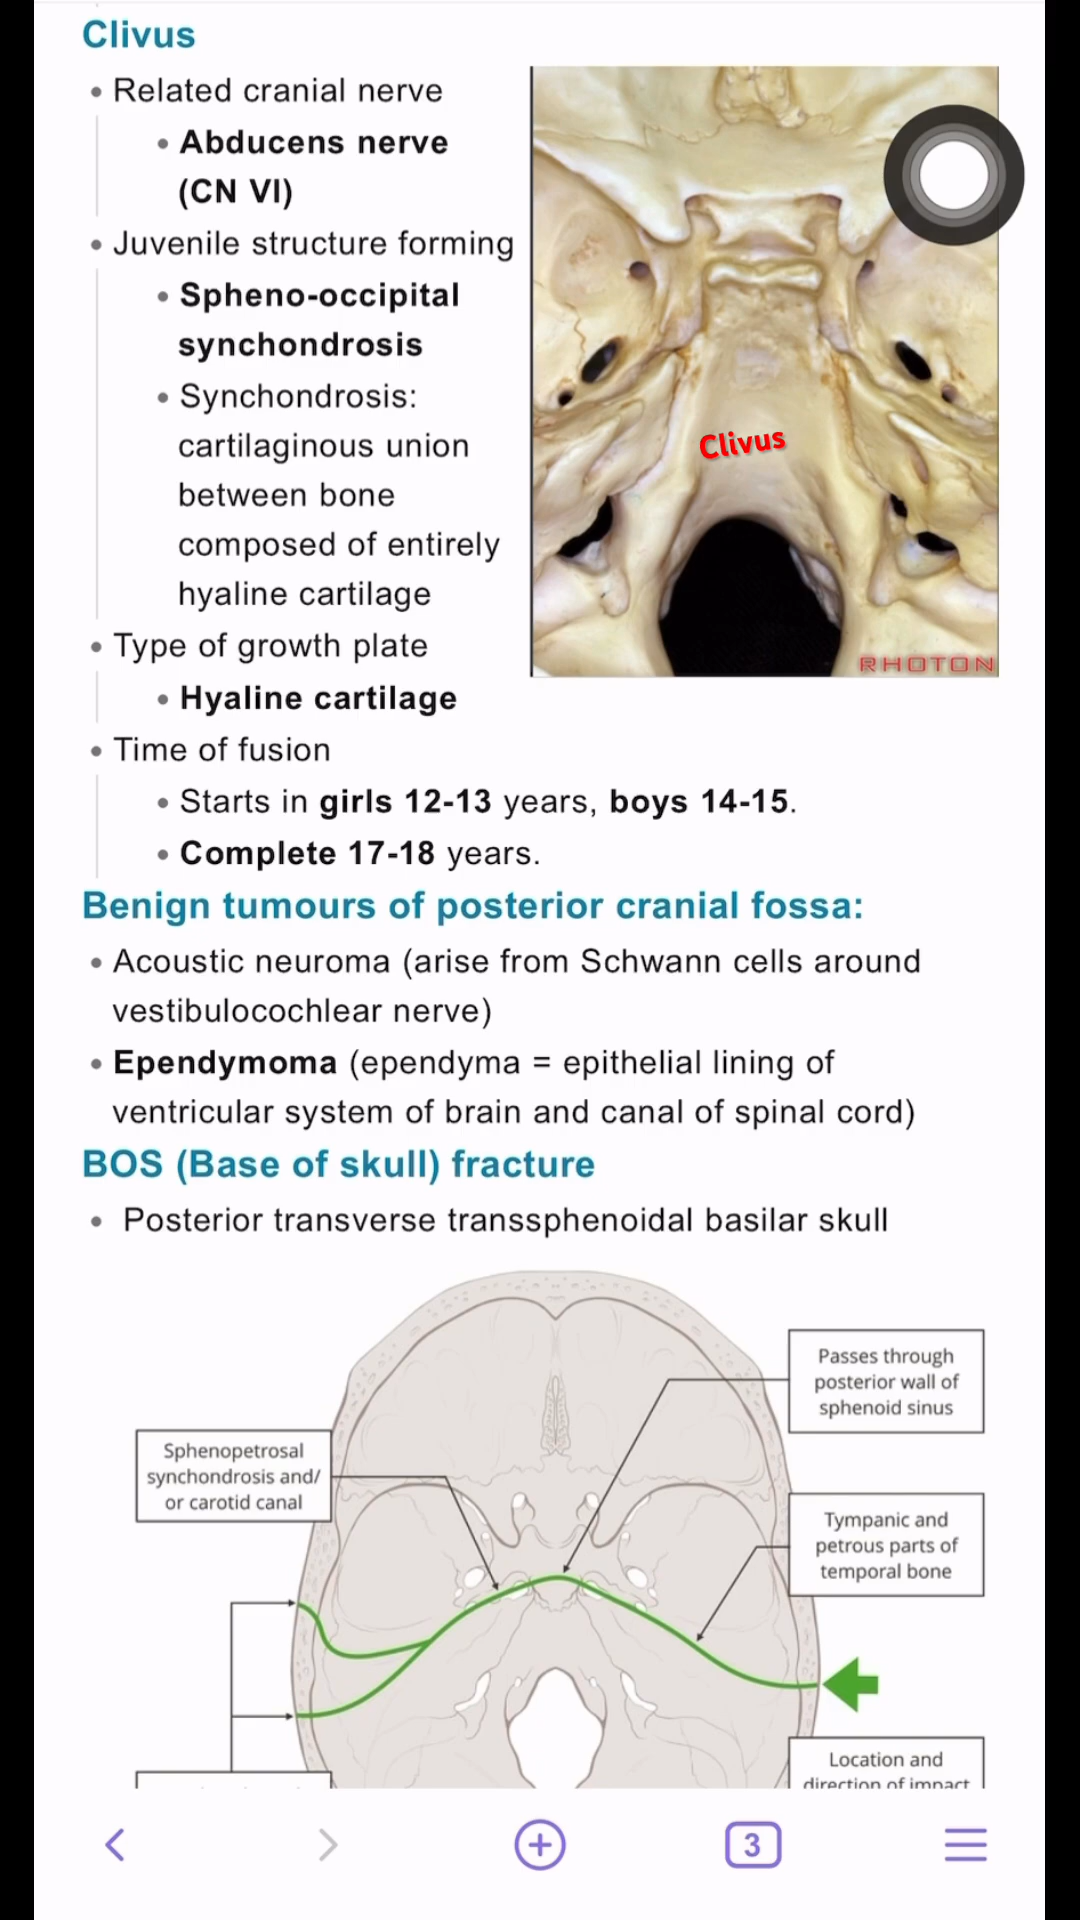 Clivus
Related cranial nerve
Abducens nerve
(CN VI)
Juvenile structure forming
Spheno-occipital
synchondrosis
Synchondrosis:
cartilaginous union
between bone
composed of entirely
hyaline cartilage
Clivus
RHOTON
Type of growth plate
Hyaline cartilage
Time of fusion
Starts in girls 12-13 years, boys 14-15.
Complete 17-18 years.
Benign tumours of posterior cranial fossa:
Acoustic neuroma (arise from Schwann cells around
vestibulocochlear nerve)
Ependymoma (ependyma = epithelial lining of
ventricular system of brain and canal of spinal cord)
BOS (Base of skull) fracture
Posterior transverse transsphenoidal basilar skull
Passes through
posterior wall of
sphenoid sinus
Sphenopetrosal
synchondrosis and/
or carotid canal
Tympanic and
petrous parts of
temporal bone
Location and
direction of impact
3